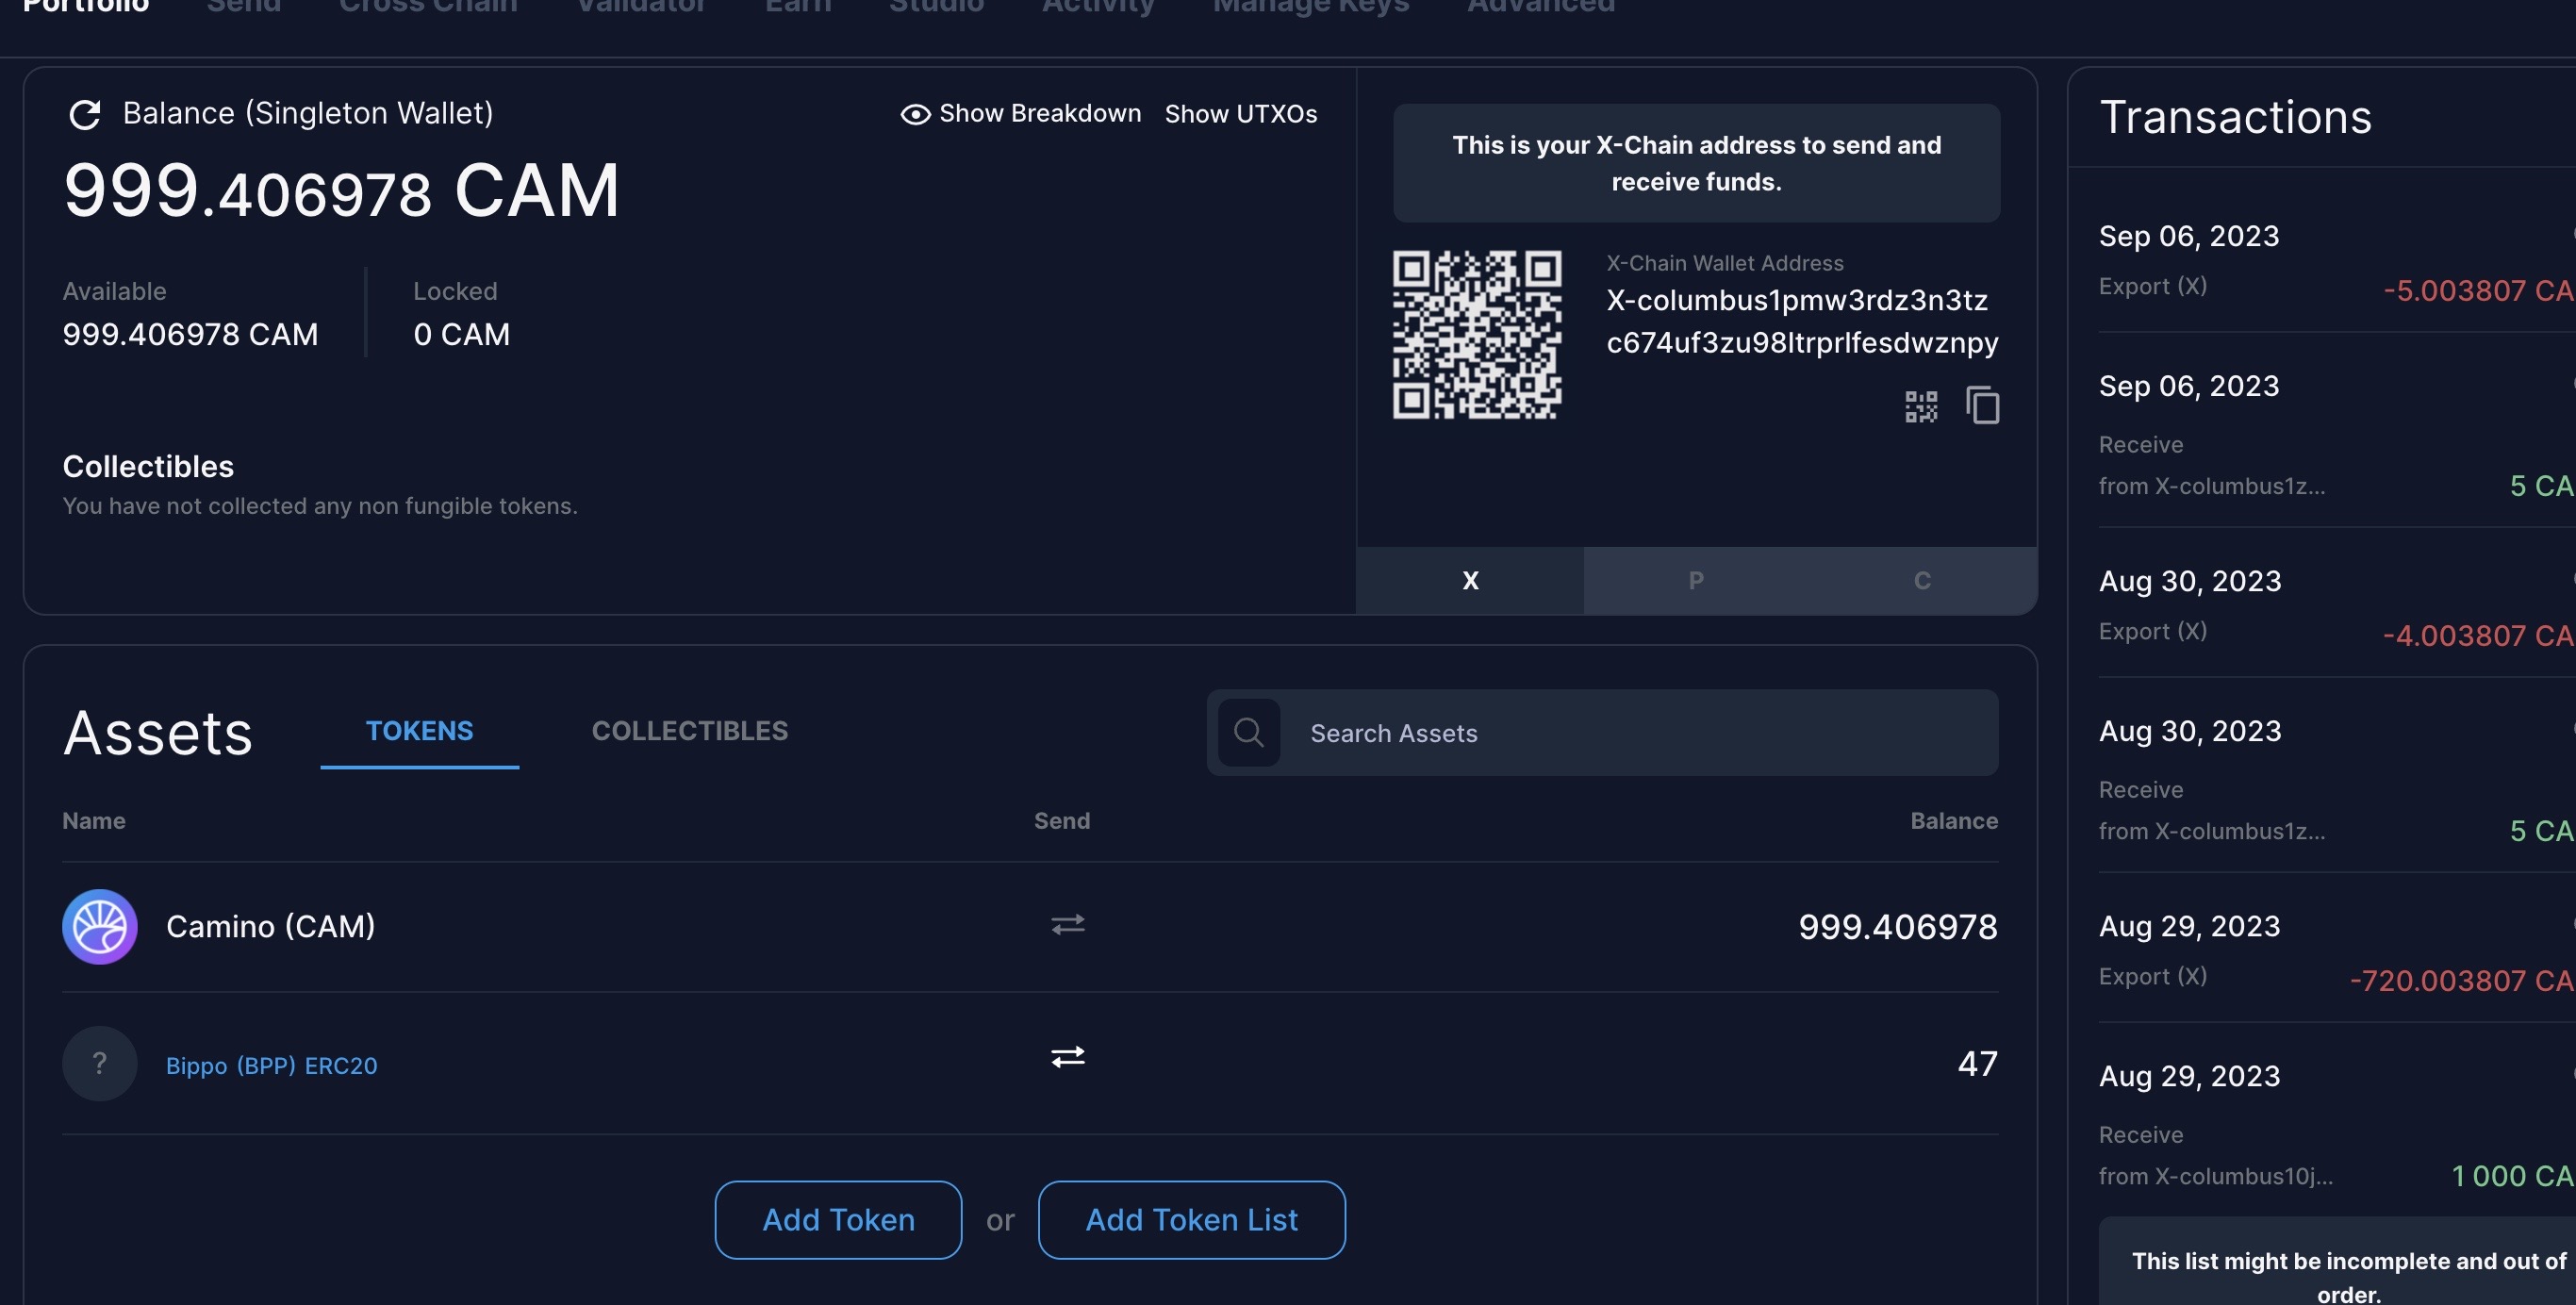 Portfolio Send Cross Chain Validator Earn Studio Activity Manage Keys Advanced
Balance (Singleton Wallet)
Show Breakdown Show UTXOs
999.406978 CAM
Available
999.406978 CAM
Locked
0 CAM
Collectibles
You have not collected any non fungible tokens.
This is your X-Chain address to send and
receive funds.
X-Chain Wallet Address
X-columbus1pmw3rdz3n3tz
c674uf3zu98ltrprlfesdwznpy
X P C
Assets TOKENS COLLECTIBLES
Search Assets
Name Send Balance
Camino (CAM) 999.406978
?
Bippo (BPP) ERC20 47
Add Token or Add Token List
Transactions
Sep 06, 2023
Export (X) -5.003807 CA
Sep 06, 2023
Receive
from X-columbus1z... 5 CA
Aug 30, 2023
Export (X) -4.003807 CA
Aug 30, 2023
Receive
from X-columbus1z... 5 CA
Aug 29, 2023
Export (X) -720.003807 CA
Aug 29, 2023
Receive
from X-columbus10j... 1 000 CA
This list might be incomplete and out of
order.